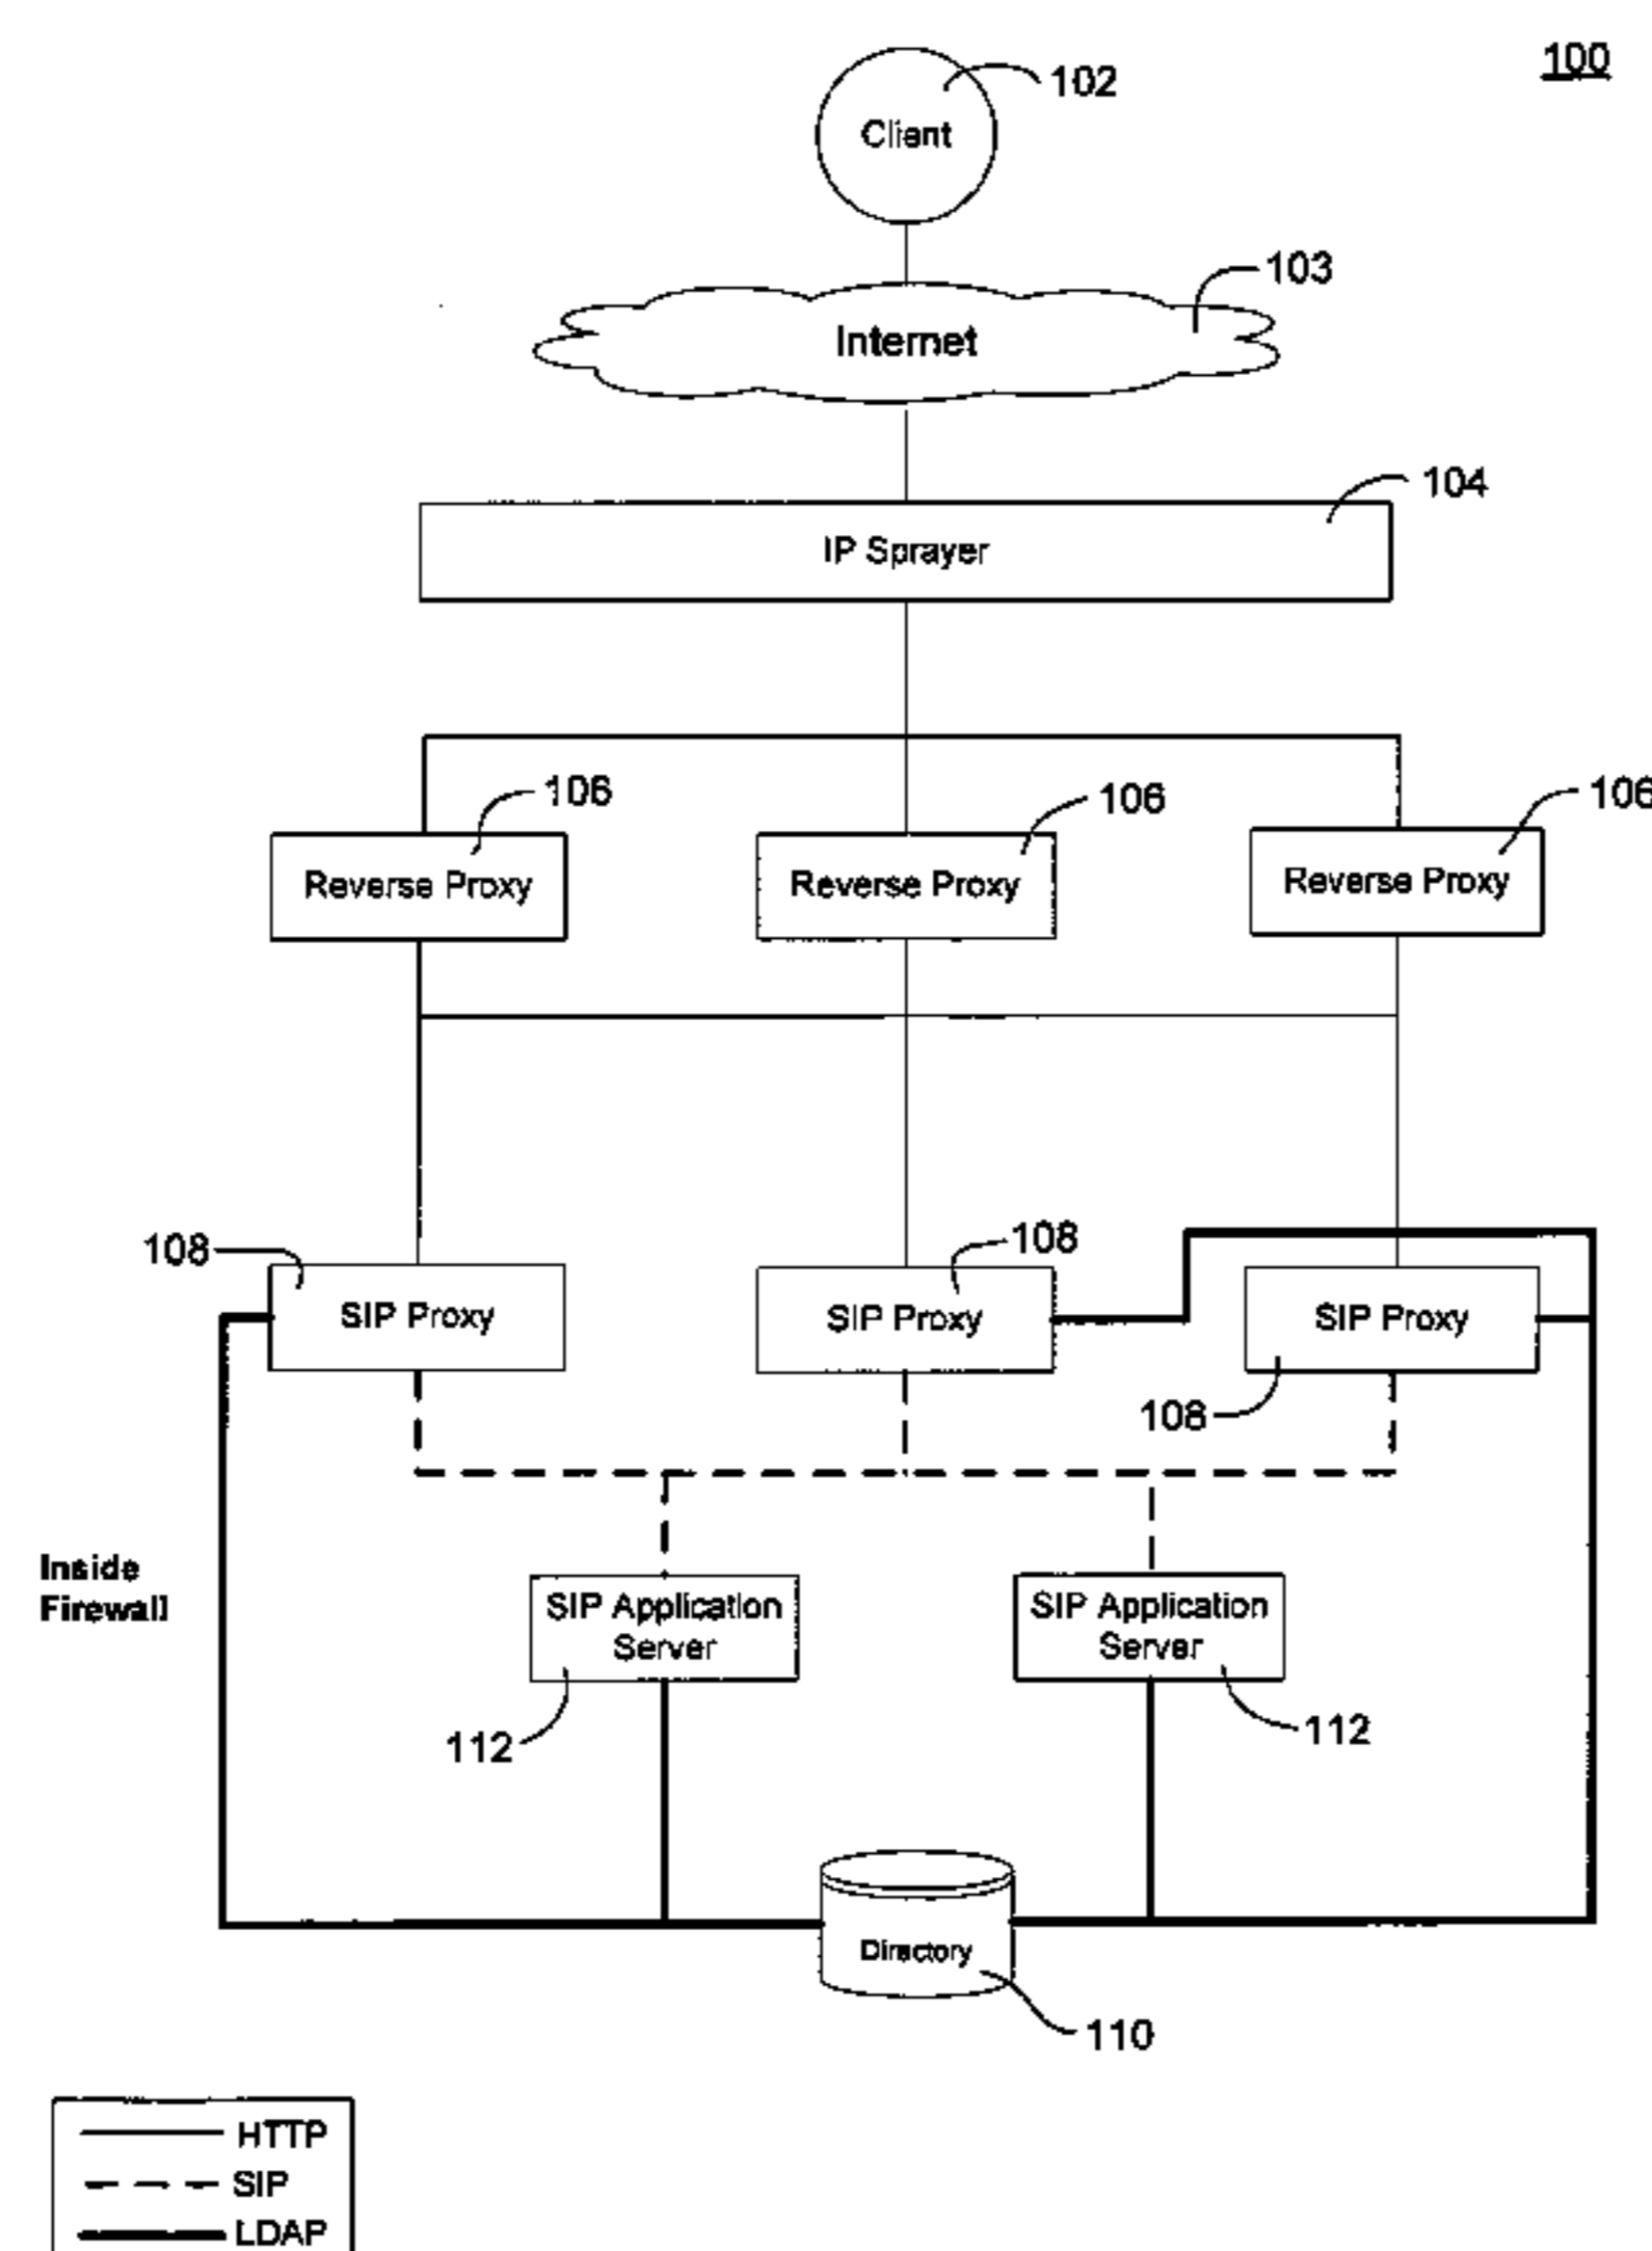 100
102
Client
103
Internet
104
IP Sprayer
106
106
106
Reverse Proxy
Reverse Proxy
Reverse Proxy
108
108
SIP Proxy
SIP Proxy
SIP Proxy
108
Inside
Firewall
SIP Application
Server
SIP Application
Server
112
112
Directory
110
HTTP
SIP
LDAP